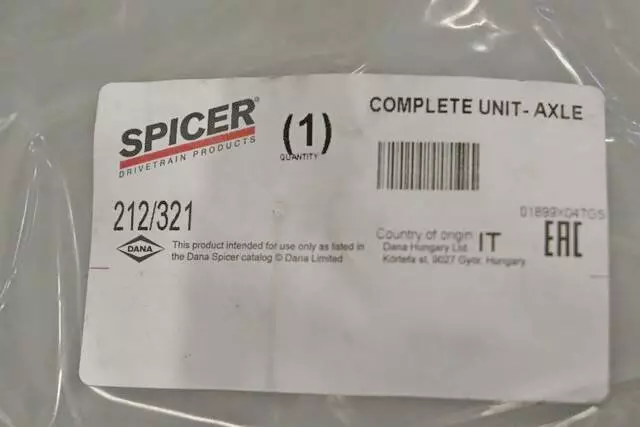 SPICER®
DRIVETRAIN PRODUCTS
(1)
QUANTITY
COMPLETE UNIT- AXLE
212/321
DANA
This product intended for use only as listed in
the Dana Spicer catalog © Dana Limited
Country of origin IT
Dana Hungary Ltd.
Körtefa st. 9027 Győr, Hungary
EAC